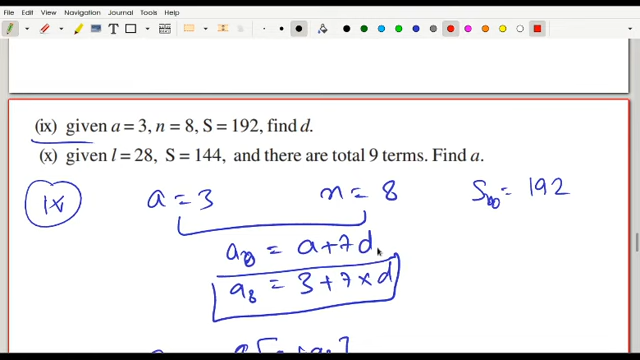 File Edit View Navigation Journal Tools Options Help
(ix) given a = 3, n = 8, S = 192, find d.
(x) given l = 28, S = 144, and there are total 9 terms. Find a.
ix a = 3 n = 8 S = 192
a8 = a + 7d
a8 = 3 + 7 × d